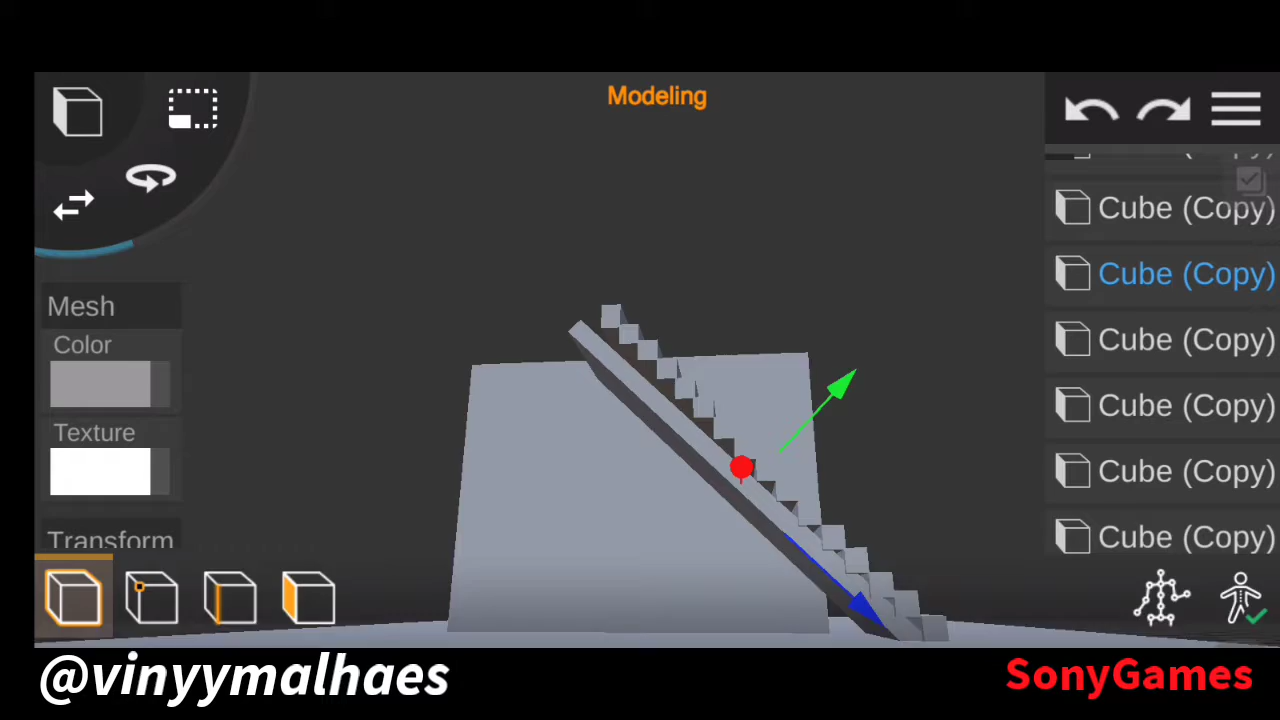 Modeling
Cube (Copy)
Cube (Copy)
Cube (Copy)
Cube (Copy)
Cube (Copy)
Cube (Copy)
Mesh
Color
Texture
Transform
@vinyymalhaes
SonyGames